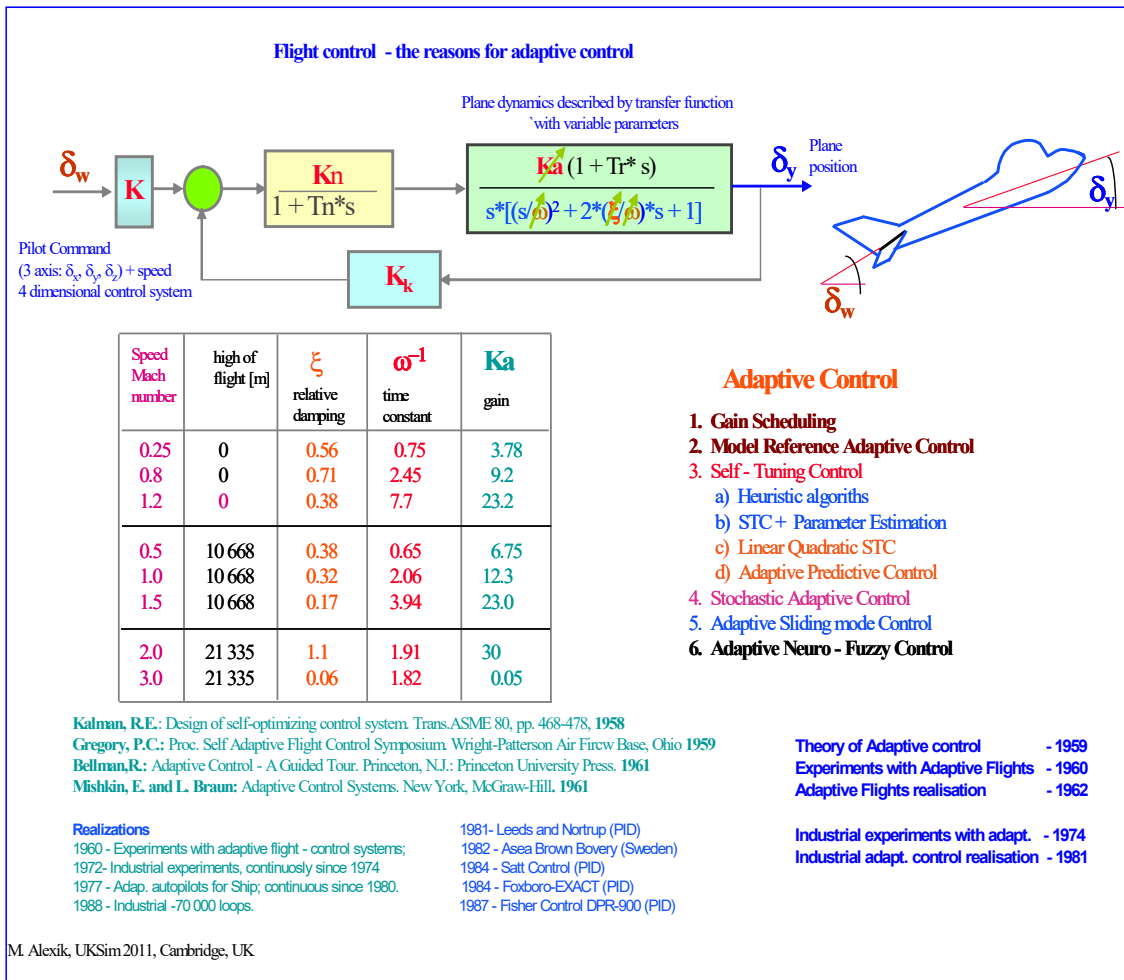 Flight control - the reasons for adaptive control
Plane dynamics described by transfer function
`with variable parameters
δw
K
Kn
1 + Tn*s
Ka (1 + Tr* s)
s*[(s/ω)² + 2*(ξ/ω)*s + 1]
δy
Plane
position
Kk
Pilot Command
(3 axis: δx, δy, δz) + speed
4 dimensional control system
δy
δw
Speed Mach number | high of flight [m] | ξ relative damping | ω⁻¹ time constant | Ka gain
0.25 0 0.56 0.75 3.78
0.8 0 0.71 2.45 9.2
1.2 0 0.38 7.7 23.2
0.5 10 668 0.38 0.65 6.75
1.0 10 668 0.32 2.06 12.3
1.5 10 668 0.17 3.94 23.0
2.0 21 335 1.1 1.91 30
3.0 21 335 0.06 1.82 0.05
Adaptive Control
1. Gain Scheduling
2. Model Reference Adaptive Control
3. Self - Tuning Control
a) Heuristic algoriths
b) STC + Parameter Estimation
c) Linear Quadratic STC
d) Adaptive Predictive Control
4. Stochastic Adaptive Control
5. Adaptive Sliding mode Control
6. Adaptive Neuro - Fuzzy Control
Kalman, R.E.: Design of self-optimizing control system. Trans.ASME 80, pp. 468-478, 1958
Gregory, P.C.: Proc. Self Adaptive Flight Control Symposium. Wright-Patterson Air Fircw Base, Ohio 1959
Bellman,R.: Adaptive Control - A Guided Tour. Princeton, N.J.: Princeton University Press. 1961
Mishkin, E. and L. Braun: Adaptive Control Systems. New York, McGraw-Hill. 1961
Theory of Adaptive control - 1959
Experiments with Adaptive Flights - 1960
Adaptive Flights realisation - 1962
Industrial experiments with adapt. - 1974
Industrial adapt. control realisation - 1981
Realizations
1960 - Experiments with adaptive flight - control systems;
1972- Industrial experiments, continuosly since 1974
1977 - Adap. autopilots for Ship; continuous since 1980.
1988 - Industrial -70 000 loops.
1981- Leeds and Nortrup (PID)
1982 - Asea Brown Bovery (Sweden)
1984 - Satt Control (PID)
1984 - Foxboro-EXACT (PID)
1987 - Fisher Control DPR-900 (PID)
M. Alexík, UKSim 2011, Cambridge, UK